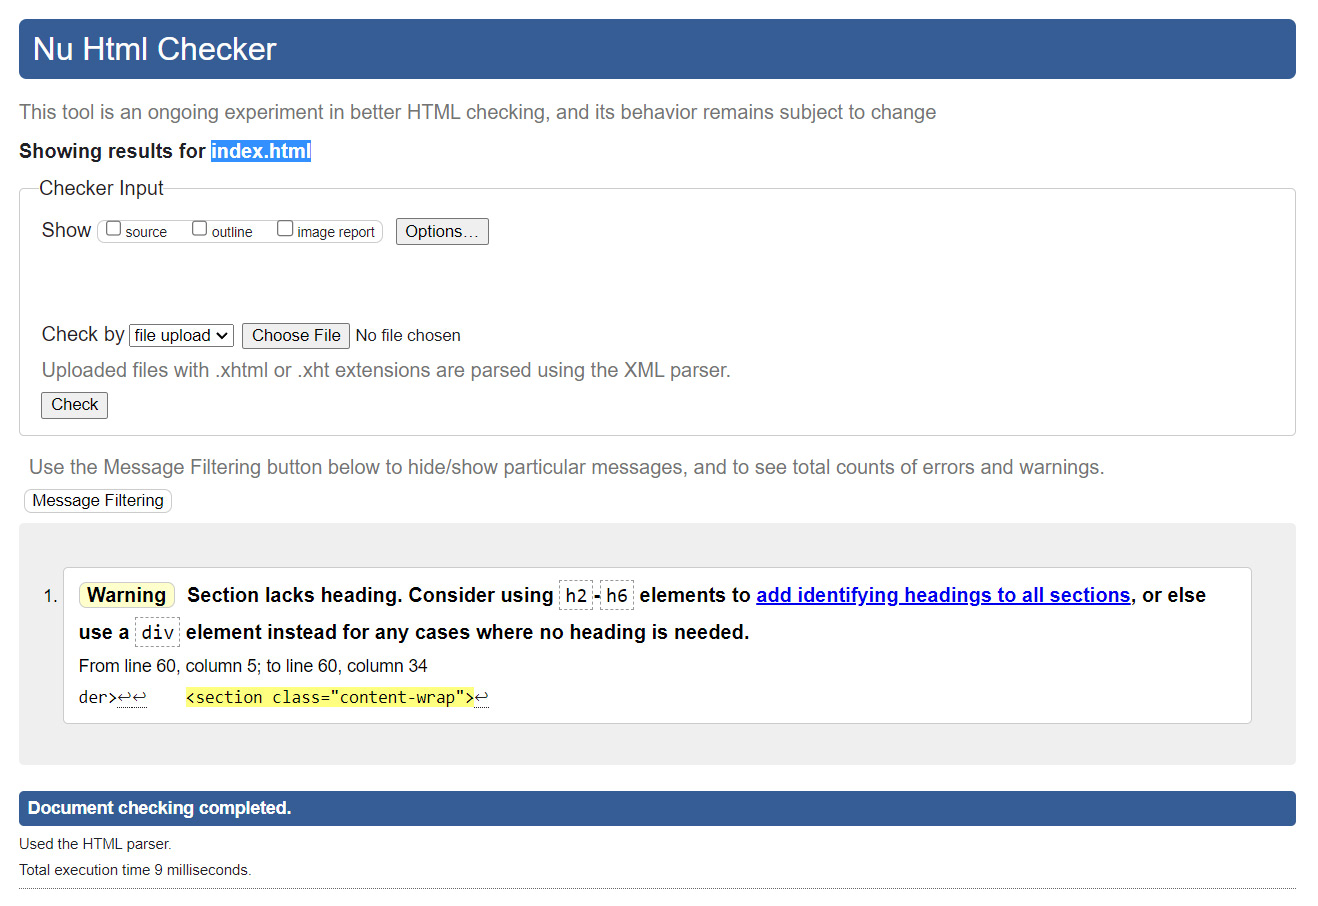 Nu Html Checker
This tool is an ongoing experiment in better HTML checking, and its behavior remains subject to change
Showing results for index.html
Checker Input
Show source outline image report Options…
Check by file upload Choose File No file chosen
Uploaded files with .xhtml or .xht extensions are parsed using the XML parser.
Check
Use the Message Filtering button below to hide/show particular messages, and to see total counts of errors and warnings.
Message Filtering
1. Warning Section lacks heading. Consider using h2-h6 elements to add identifying headings to all sections, or else
use a div element instead for any cases where no heading is needed.
From line 60, column 5; to line 60, column 34
der>↩↩ <section class="content-wrap">↩
Document checking completed.
Used the HTML parser.
Total execution time 9 milliseconds.